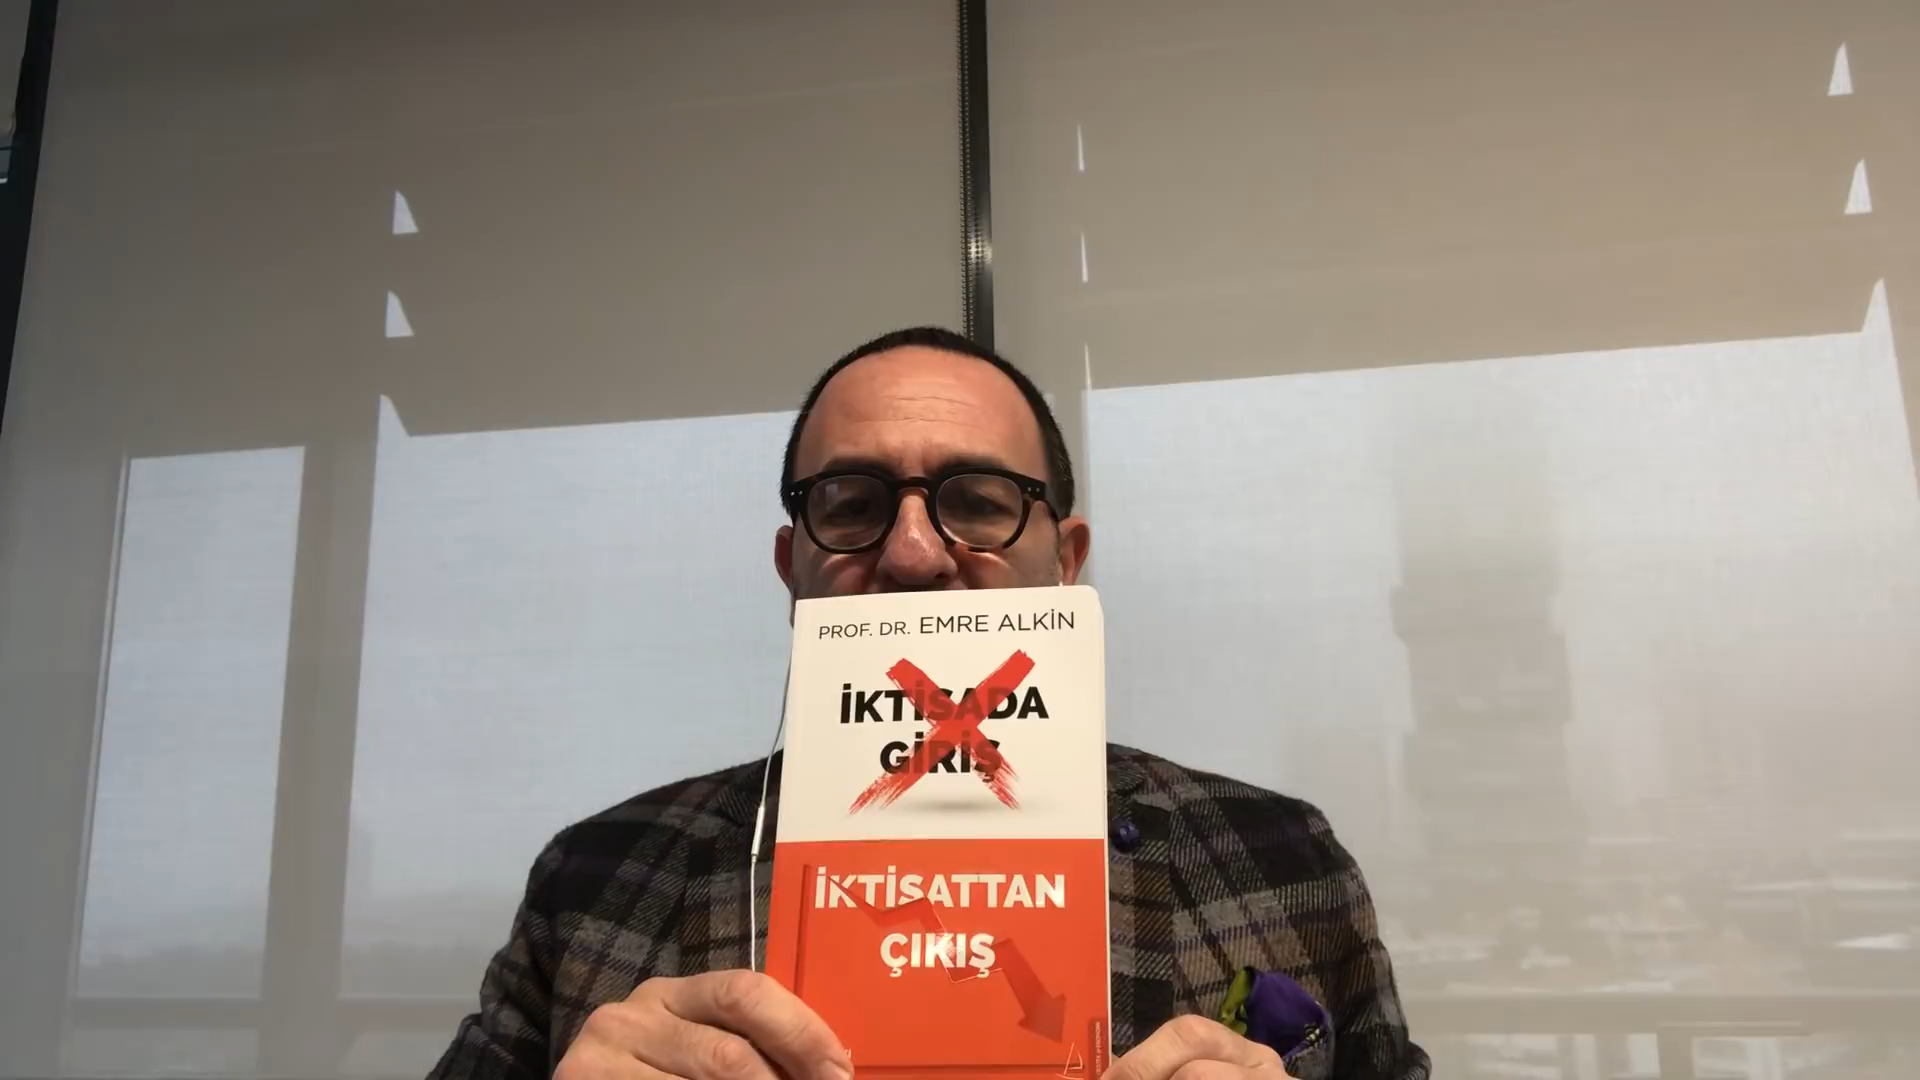 PROF. DR. EMRE ALKİN
İKTİSADA
GİRİŞ
İKTİSATTAN
ÇIKIŞ